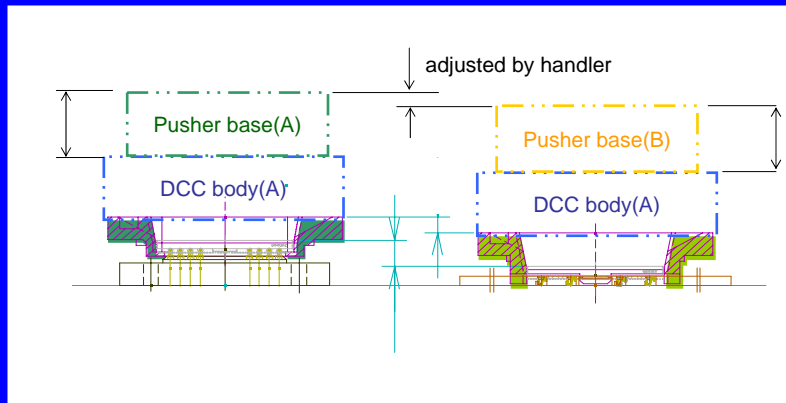 adjusted by handler
Pusher base(A)
Pusher base(B)
DCC body(A)
DCC body(A)